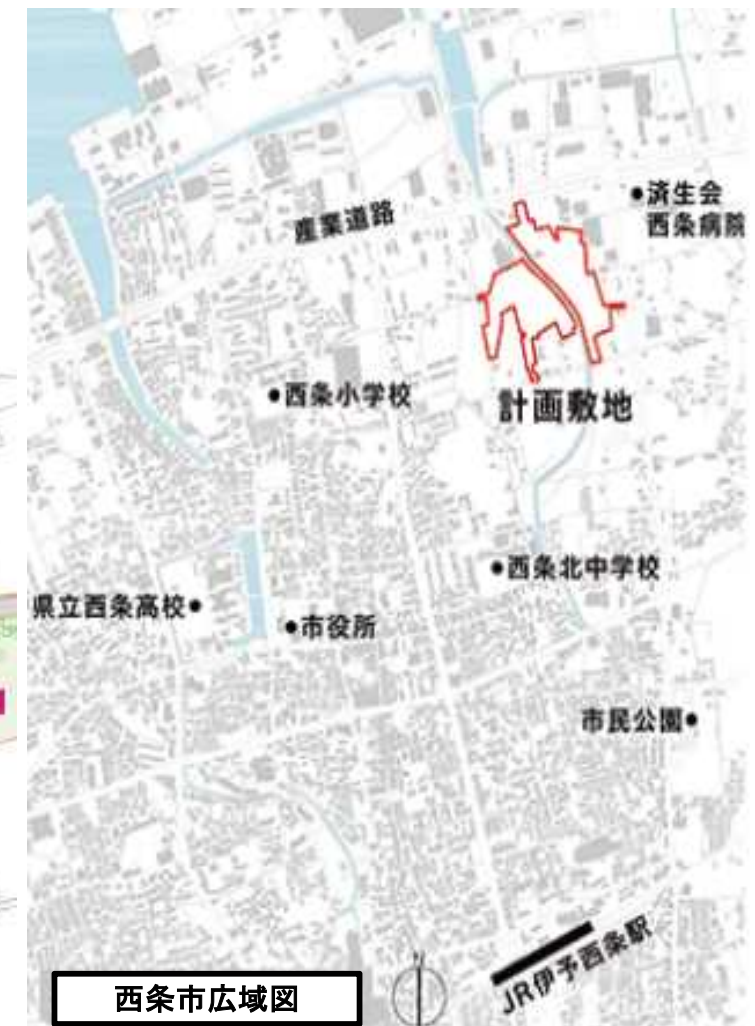 済生会
西条病院
産業道路
西条小学校
計画敷地
西条北中学校
県立西条高校
市役所
市民公園
JR伊予西条駅
西条市広域図